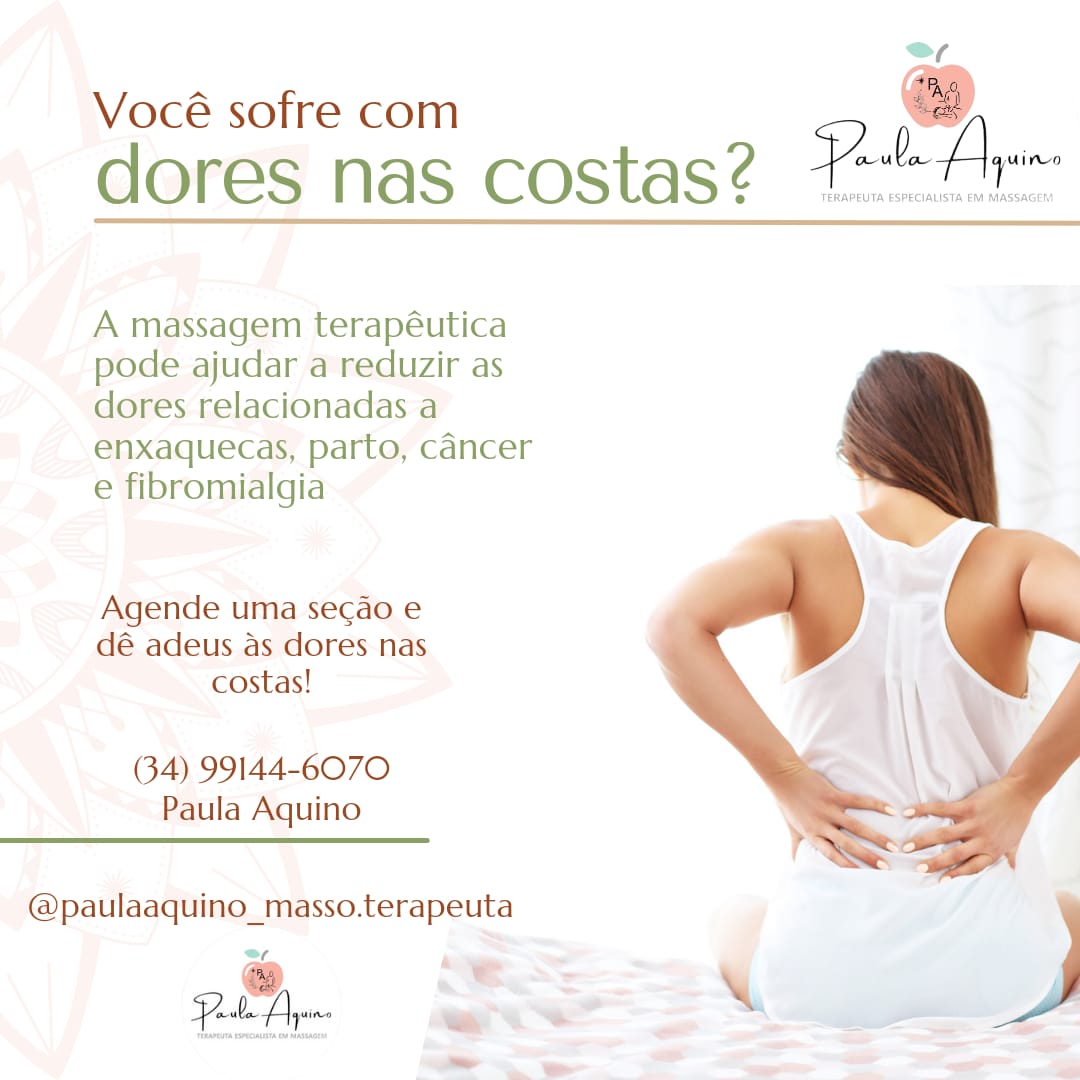 Você sofre com
dores nas costas?
PA
Paula Aquino
TERAPEUTA ESPECIALISTA EM MASSAGEM
A massagem terapêutica
pode ajudar a reduzir as
dores relacionadas a
enxaquecas, parto, câncer
e fibromialgia
Agende uma seção e
dê adeus às dores nas
costas!
(34) 99144-6070
Paula Aquino
@paulaaquino_masso.terapeuta
PA
Paula Aquino
TERAPEUTA ESPECIALISTA EM MASSAGEM